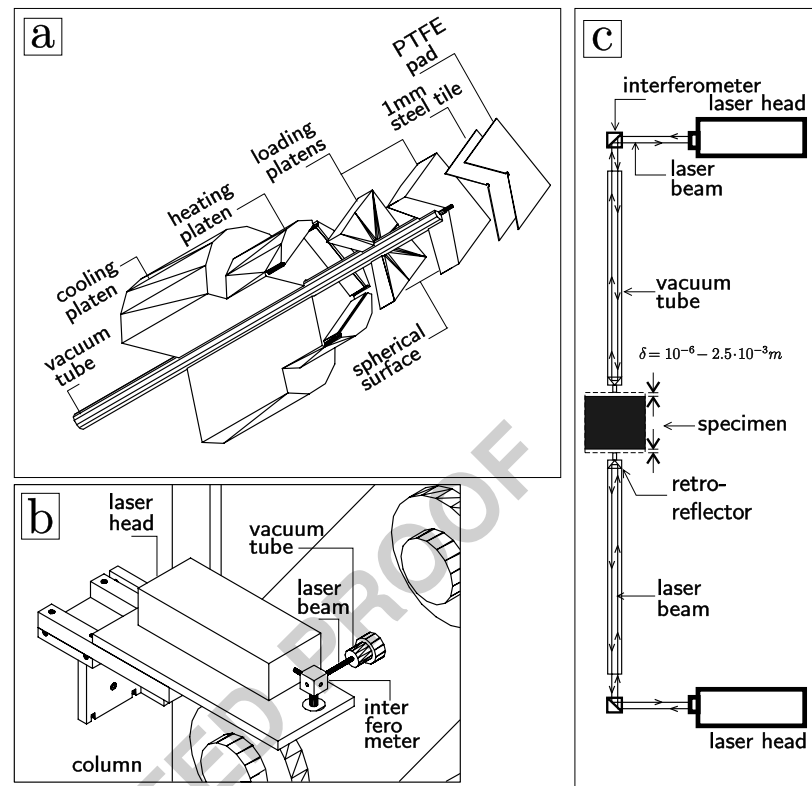 a
PTFE
pad
1mm
steel tile
loading
platens
heating
platen
cooling
platen
vacuum
tube
spherical
surface
b
laser
head
vacuum
tube
laser
beam
inter
fero
meter
column
c
interferometer
laser head
laser
beam
vacuum
tube
δ = 10⁻⁶ − 2.5·10⁻³m
specimen
retro-
reflector
laser
beam
laser head
TED PROOF